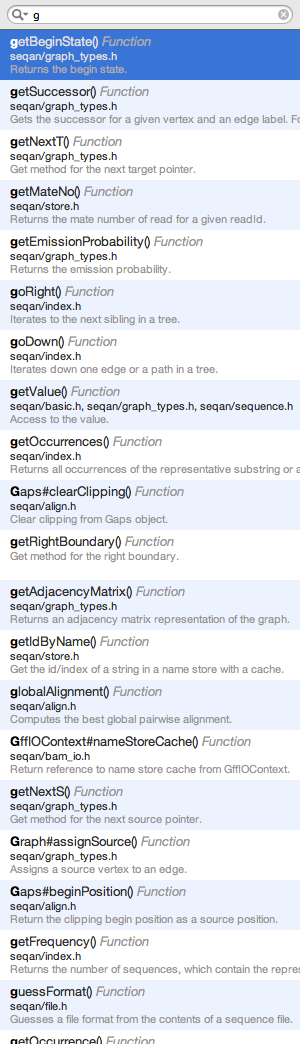 g
getBeginState() Function
seqan/graph_types.h
Returns the begin state.
getSuccessor() Function
seqan/graph_types.h
Gets the successor for a given vertex and an edge label.
getNextT() Function
seqan/graph_types.h
Get method for the next target pointer.
getMateNo() Function
seqan/store.h
Returns the mate number of read for a given readId.
getEmissionProbability() Function
seqan/graph_types.h
Returns the emission probability.
goRight() Function
seqan/index.h
Iterates to the next sibling in a tree.
goDown() Function
seqan/index.h
Iterates down one edge or a path in a tree.
getValue() Function
seqan/basic.h, seqan/graph_types.h, seqan/sequence.h
Access to the value.
getOccurrences() Function
seqan/index.h
Returns all occurrences of the representative substring or a
Gaps#clearClipping() Function
seqan/align.h
Clear clipping from Gaps object.
getRightBoundary() Function
Get method for the right boundary.
getAdjacencyMatrix() Function
seqan/graph_types.h
Returns an adjacency matrix representation of the graph.
getIdByName() Function
seqan/store.h
Get the id/index of a string in a name store with a cache.
globalAlignment() Function
seqan/align.h
Computes the best global pairwise alignment.
GffIOContext#nameStoreCache() Function
seqan/bam_io.h
Return reference to name store cache from GffIOContext.
getNextS() Function
seqan/graph_types.h
Get method for the next source pointer.
Graph#assignSource() Function
seqan/graph_types.h
Assigns a source vertex to an edge.
Gaps#beginPosition() Function
seqan/align.h
Return the clipping begin position as a source position.
getFrequency() Function
seqan/index.h
Returns the number of sequences, which contain the repres
guessFormat() Function
seqan/file.h
Guesses a file format from the contents of a sequence file.
getOccurrence() Function